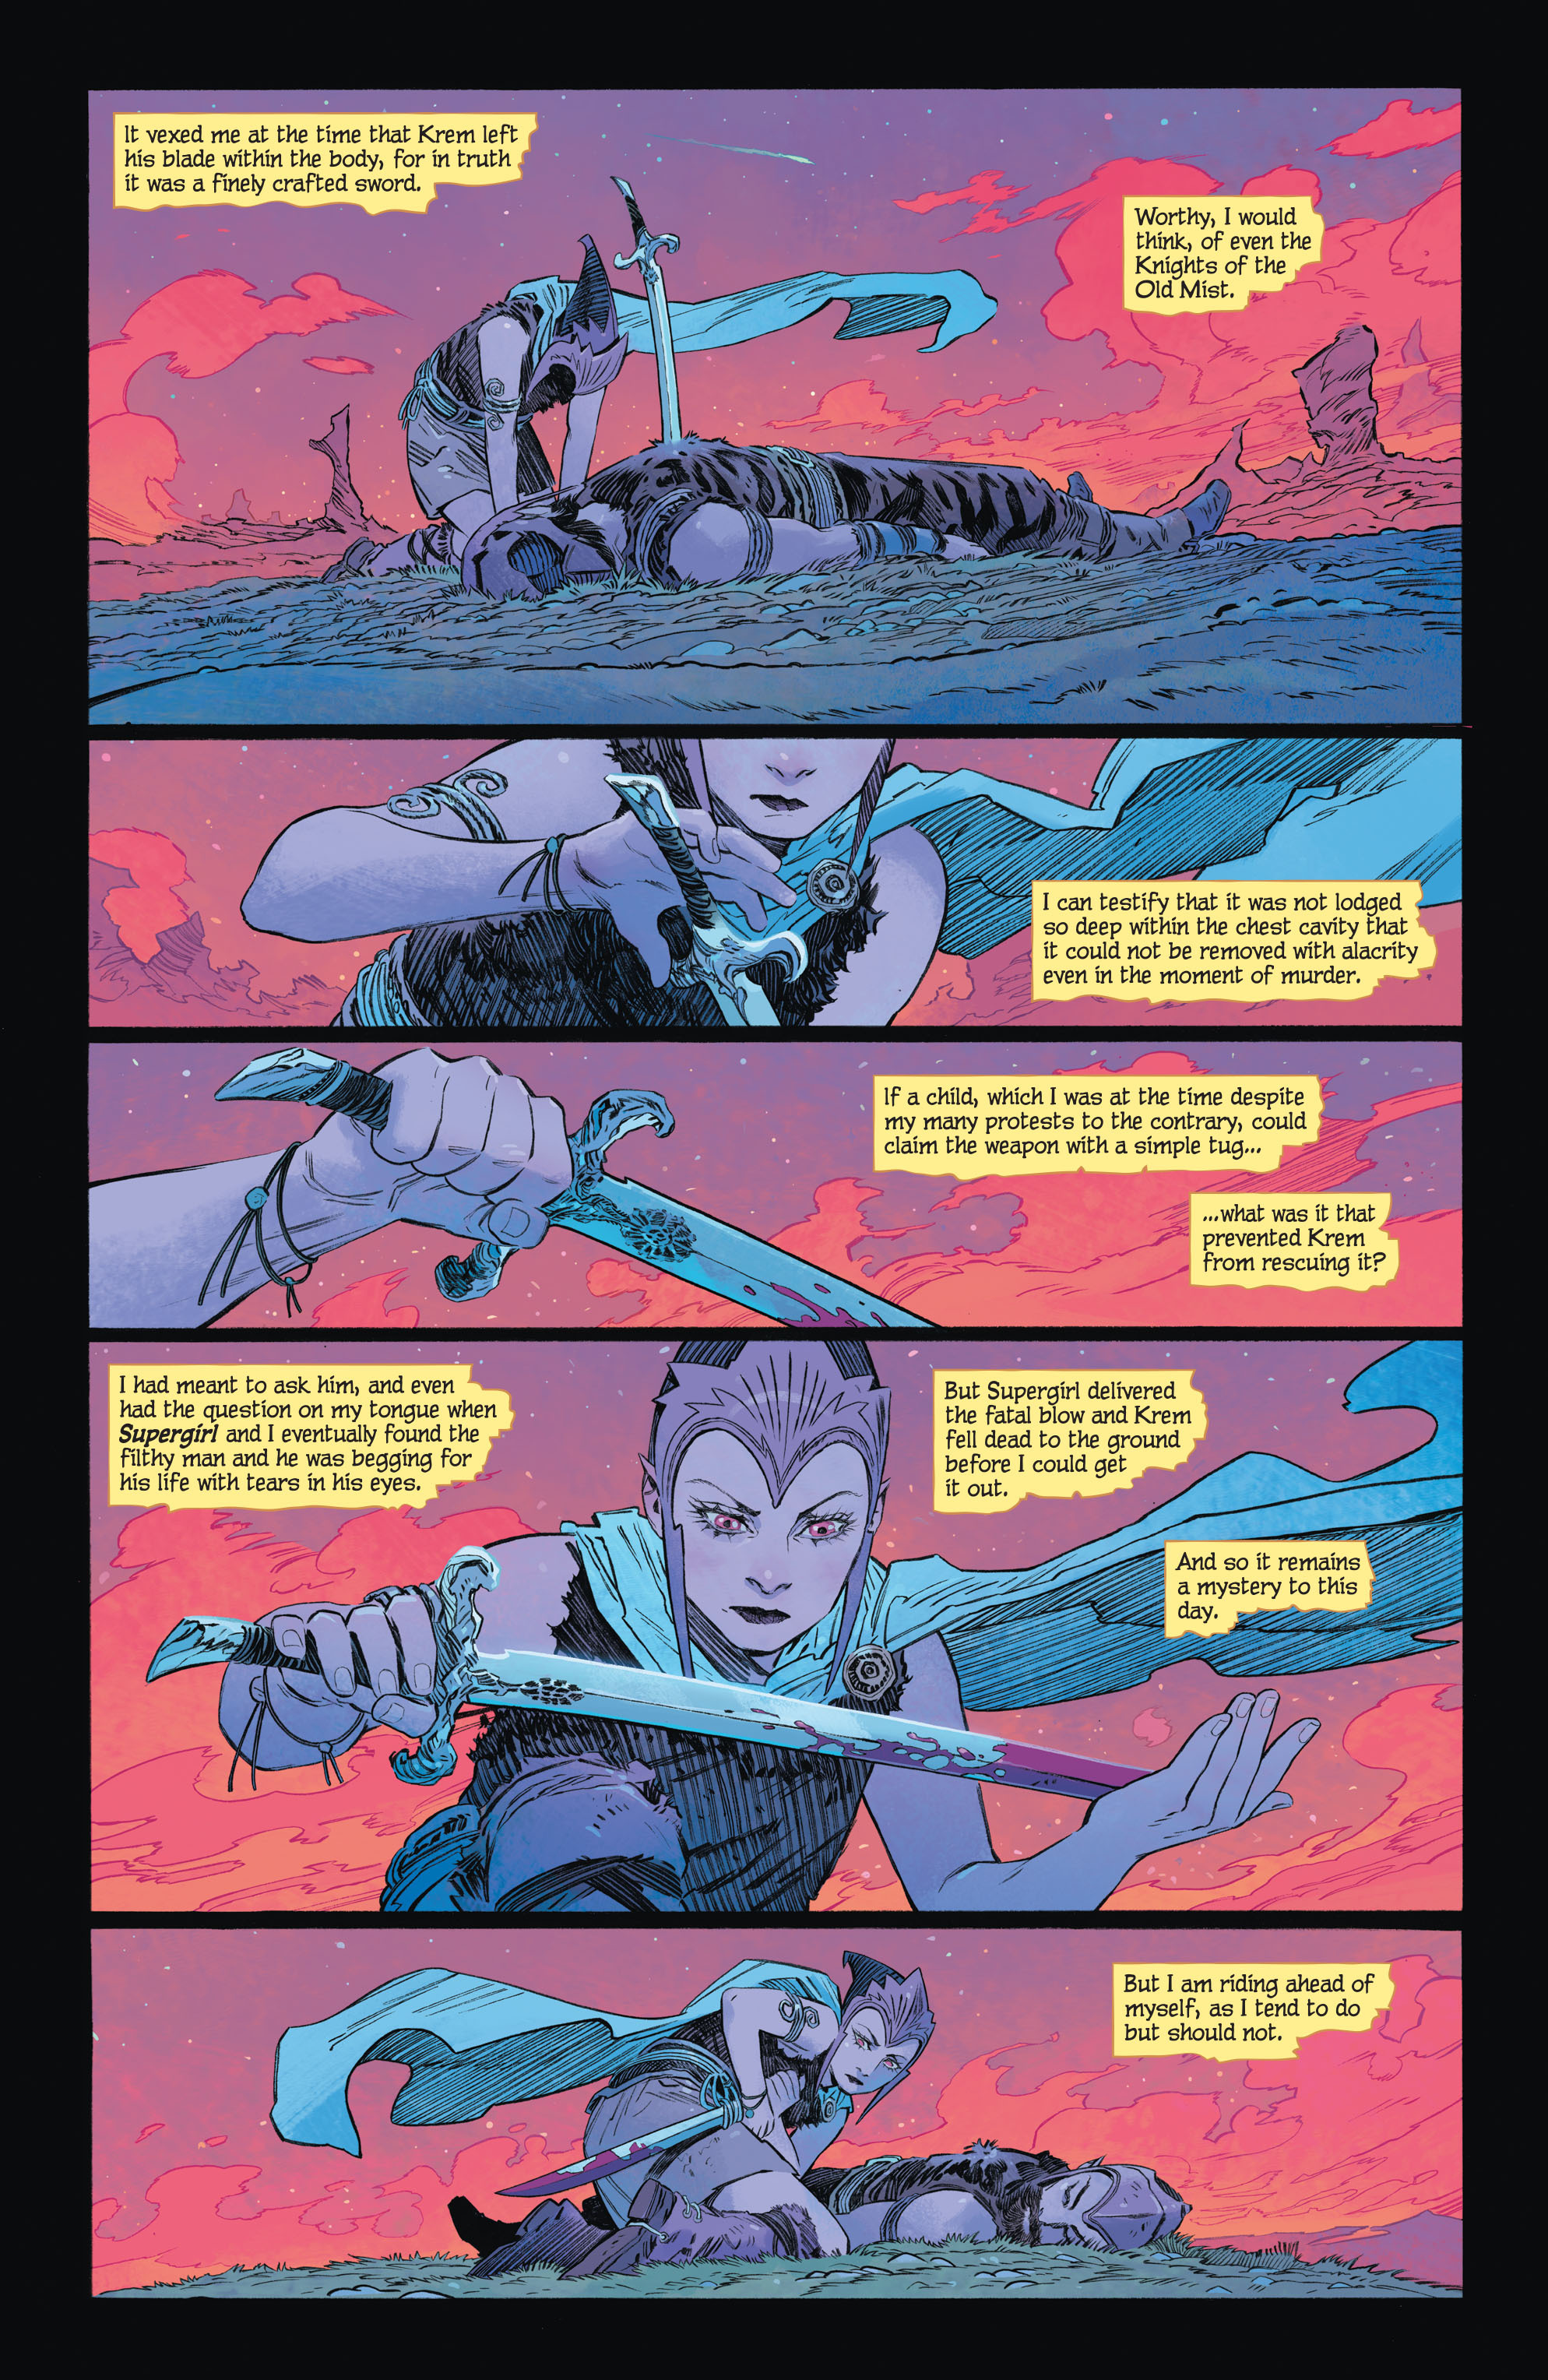 It vexed me at the time that Krem left
his blade within the body, for in truth
it was a finely crafted sword.
Worthy, I would
think, of even the
Knights of the
Old Mist.
I can testify that it was not lodged
so deep within the chest cavity that
it could not be removed with alacrity
even in the moment of murder.
If a child, which I was at the time despite
my many protests to the contrary, could
claim the weapon with a simple tug...
...what was it that
prevented Krem
from rescuing it?
I had meant to ask him, and even
had the question on my tongue when
Supergirl and I eventually found the
filthy man and he was begging for
his life with tears in his eyes.
But Supergirl delivered
the fatal blow and Krem
fell dead to the ground
before I could get
it out.
And so it remains
a mystery to this
day.
But I am riding ahead of
myself, as I tend to do
but should not.